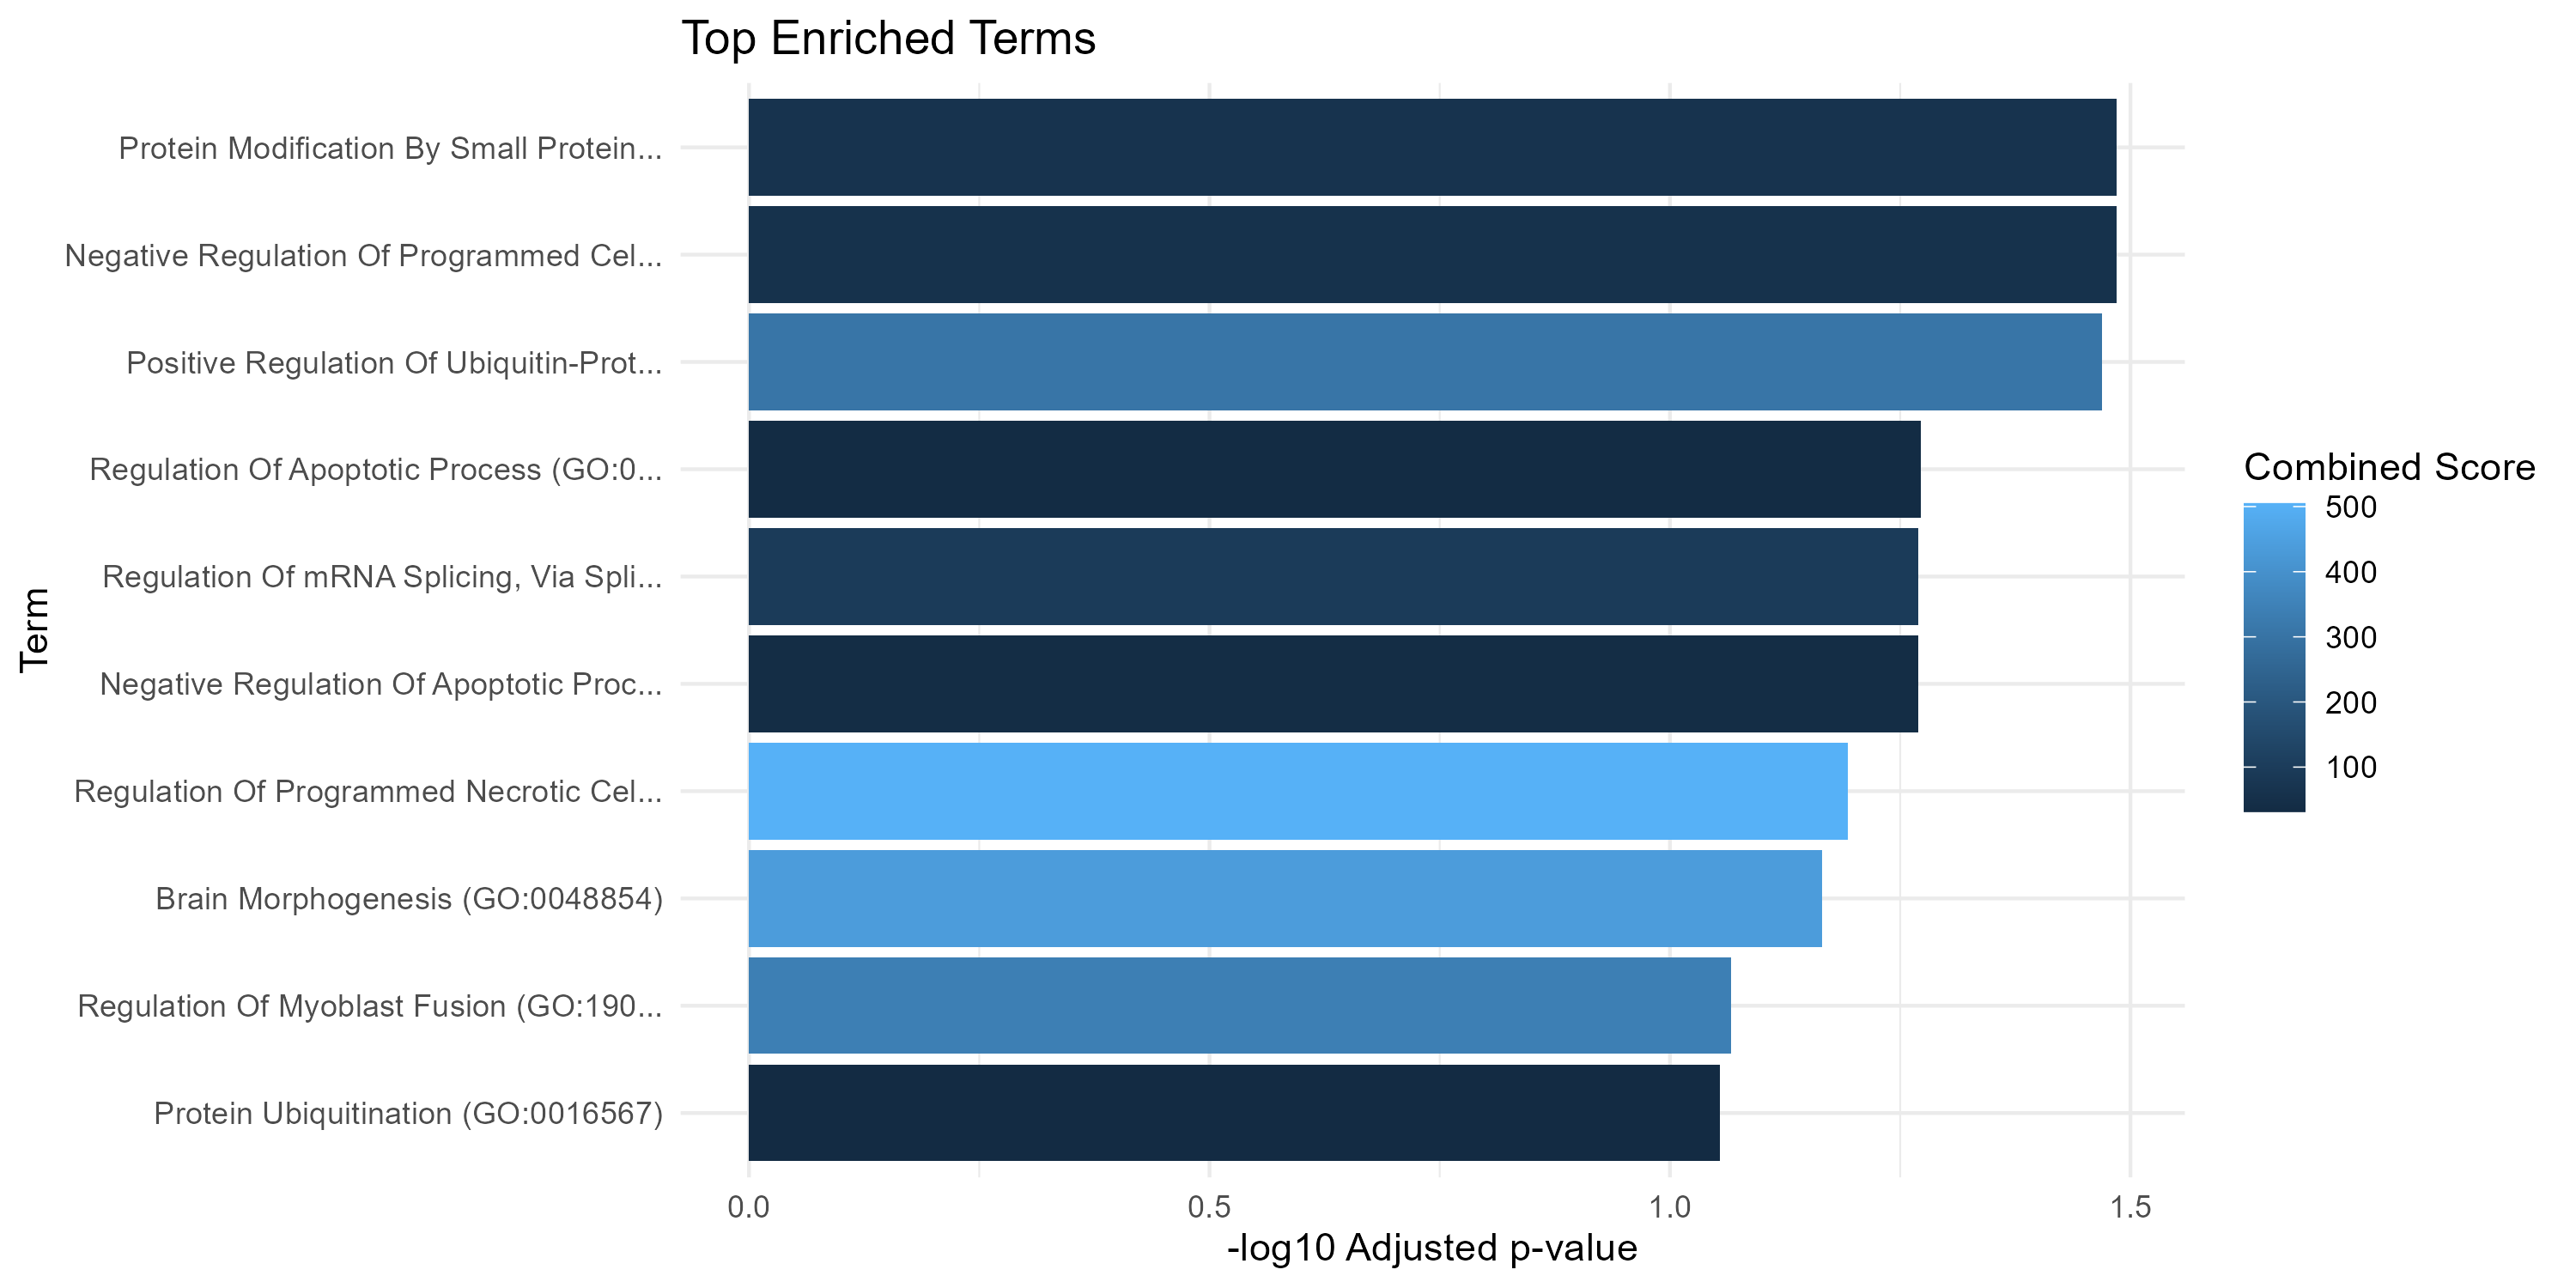 Top Enriched Terms
Protein Modification By Small Protein...
Negative Regulation Of Programmed Cel...
Positive Regulation Of Ubiquitin-Prot...
Regulation Of Apoptotic Process (GO:0...
Regulation Of mRNA Splicing, Via Spli...
Negative Regulation Of Apoptotic Proc...
Regulation Of Programmed Necrotic Cel...
Brain Morphogenesis (GO:0048854)
Regulation Of Myoblast Fusion (GO:190...
Protein Ubiquitination (GO:0016567)
Term
0.0 0.5 1.0 1.5
-log10 Adjusted p-value
Combined Score
500
400
300
200
100